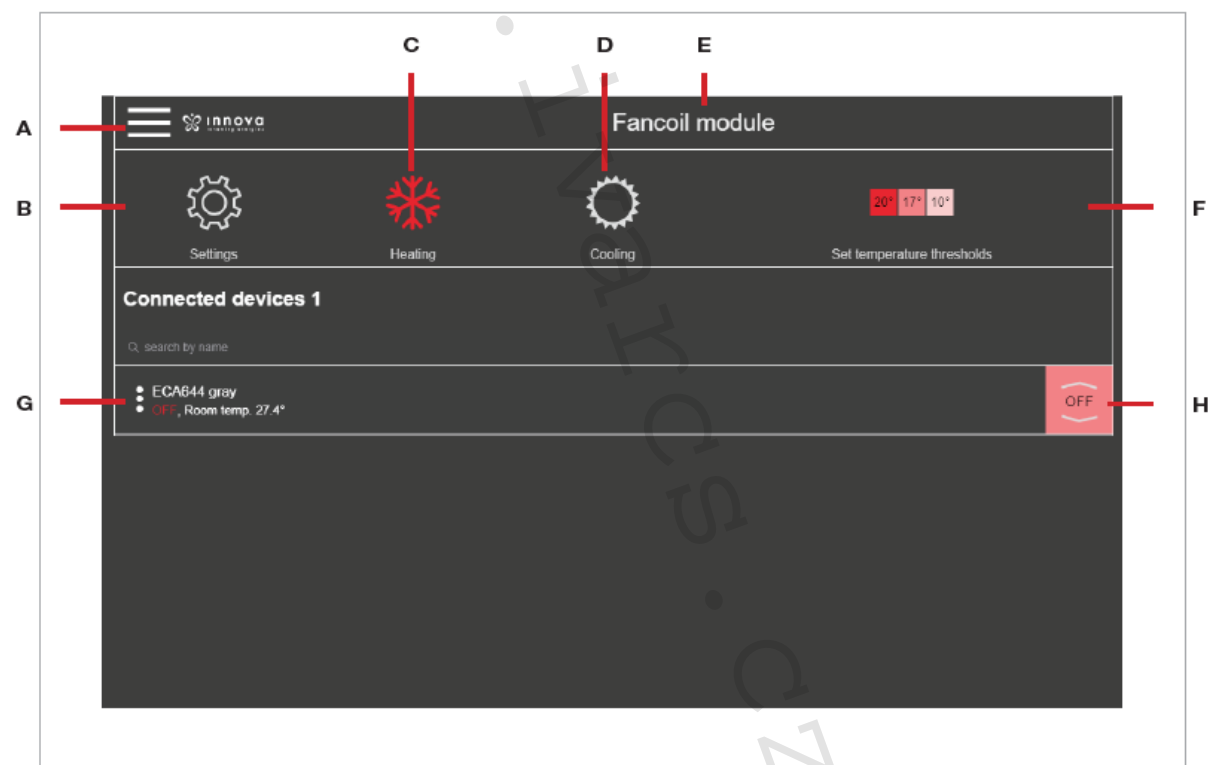 C D E
A
innova
Fancoil module
B
20° 17° 10°
F
Settings Heating Cooling Set temperature thresholds
Connected devices 1
search by name
G
ECA644 gray
OFF, Room temp. 27.4°
OFF
H